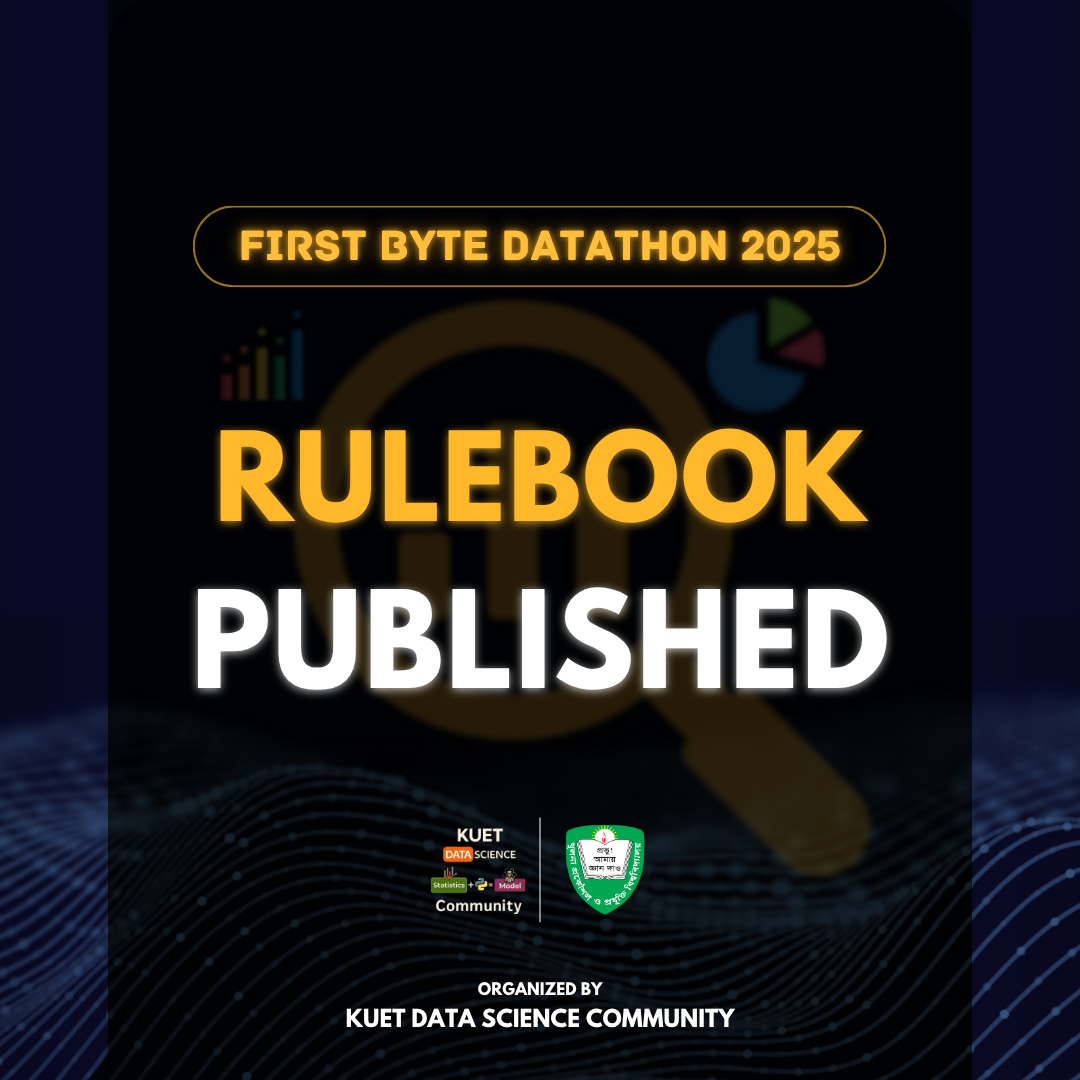 FIRST BYTE DATATHON 2025
RULEBOOK
PUBLISHED
KUET
DATA SCIENCE
Statistics + = Model
Community
প্রভু!
আমায়
জ্ঞান দাও
খুলনা প্রকৌশল ও প্রযুক্তি বিশ্ববিদ্যালয়
ORGANIZED BY
KUET DATA SCIENCE COMMUNITY